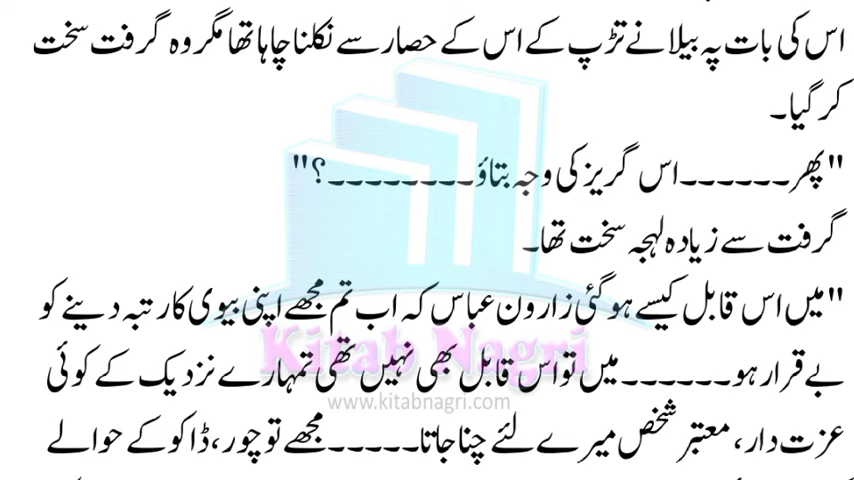 اس کی بات پہ بیلا نے تڑپ کے اس کے حصار سے نکلنا چاہا تھا مگر وہ گرفت سخت
کر گیا۔
"پھر۔۔۔۔۔۔اس گریز کی وجہ بتاؤ۔۔۔۔۔۔۔۔۔؟"
گرفت سے زیادہ لہجہ سخت تھا۔
"میں اس قابل کیسے ہو گئی زارون عباس کہ اب تم مجھے اپنی بیوی کا رتبہ دینے کو
بے قرار ہو۔۔۔۔۔۔میں تو اس قابل بھی نہیں تھی تمہارے نزدیک کے کوئی
عزت دار، معتبر شخص میرے لئے چنا جاتا۔۔۔۔۔مجھے تو چور، ڈاکو کے حوالے
Kitab Nagri
www.kitabnagri.com